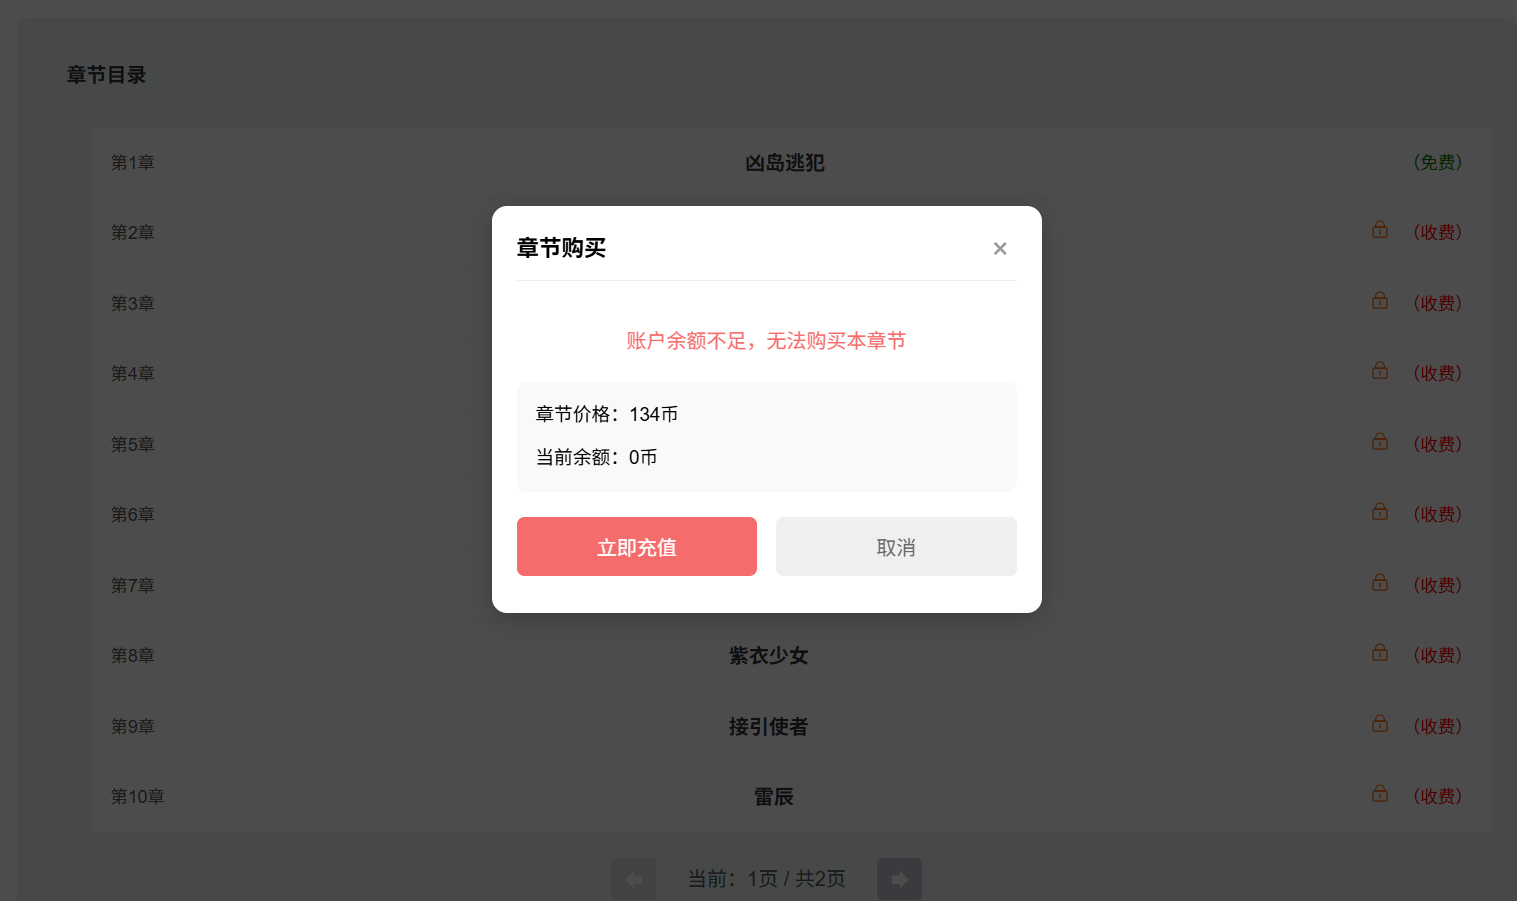 章节目录
第1章 凶岛逃犯 （免费）
第2章 （收费）
第3章 （收费）
第4章 （收费）
第5章 （收费）
第6章 （收费）
第7章 （收费）
第8章 紫衣少女 （收费）
第9章 接引使者 （收费）
第10章 雷辰 （收费）
当前：1页 / 共2页
章节购买 ×
账户余额不足，无法购买本章节
章节价格：134币
当前余额：0币
立即充值 取消